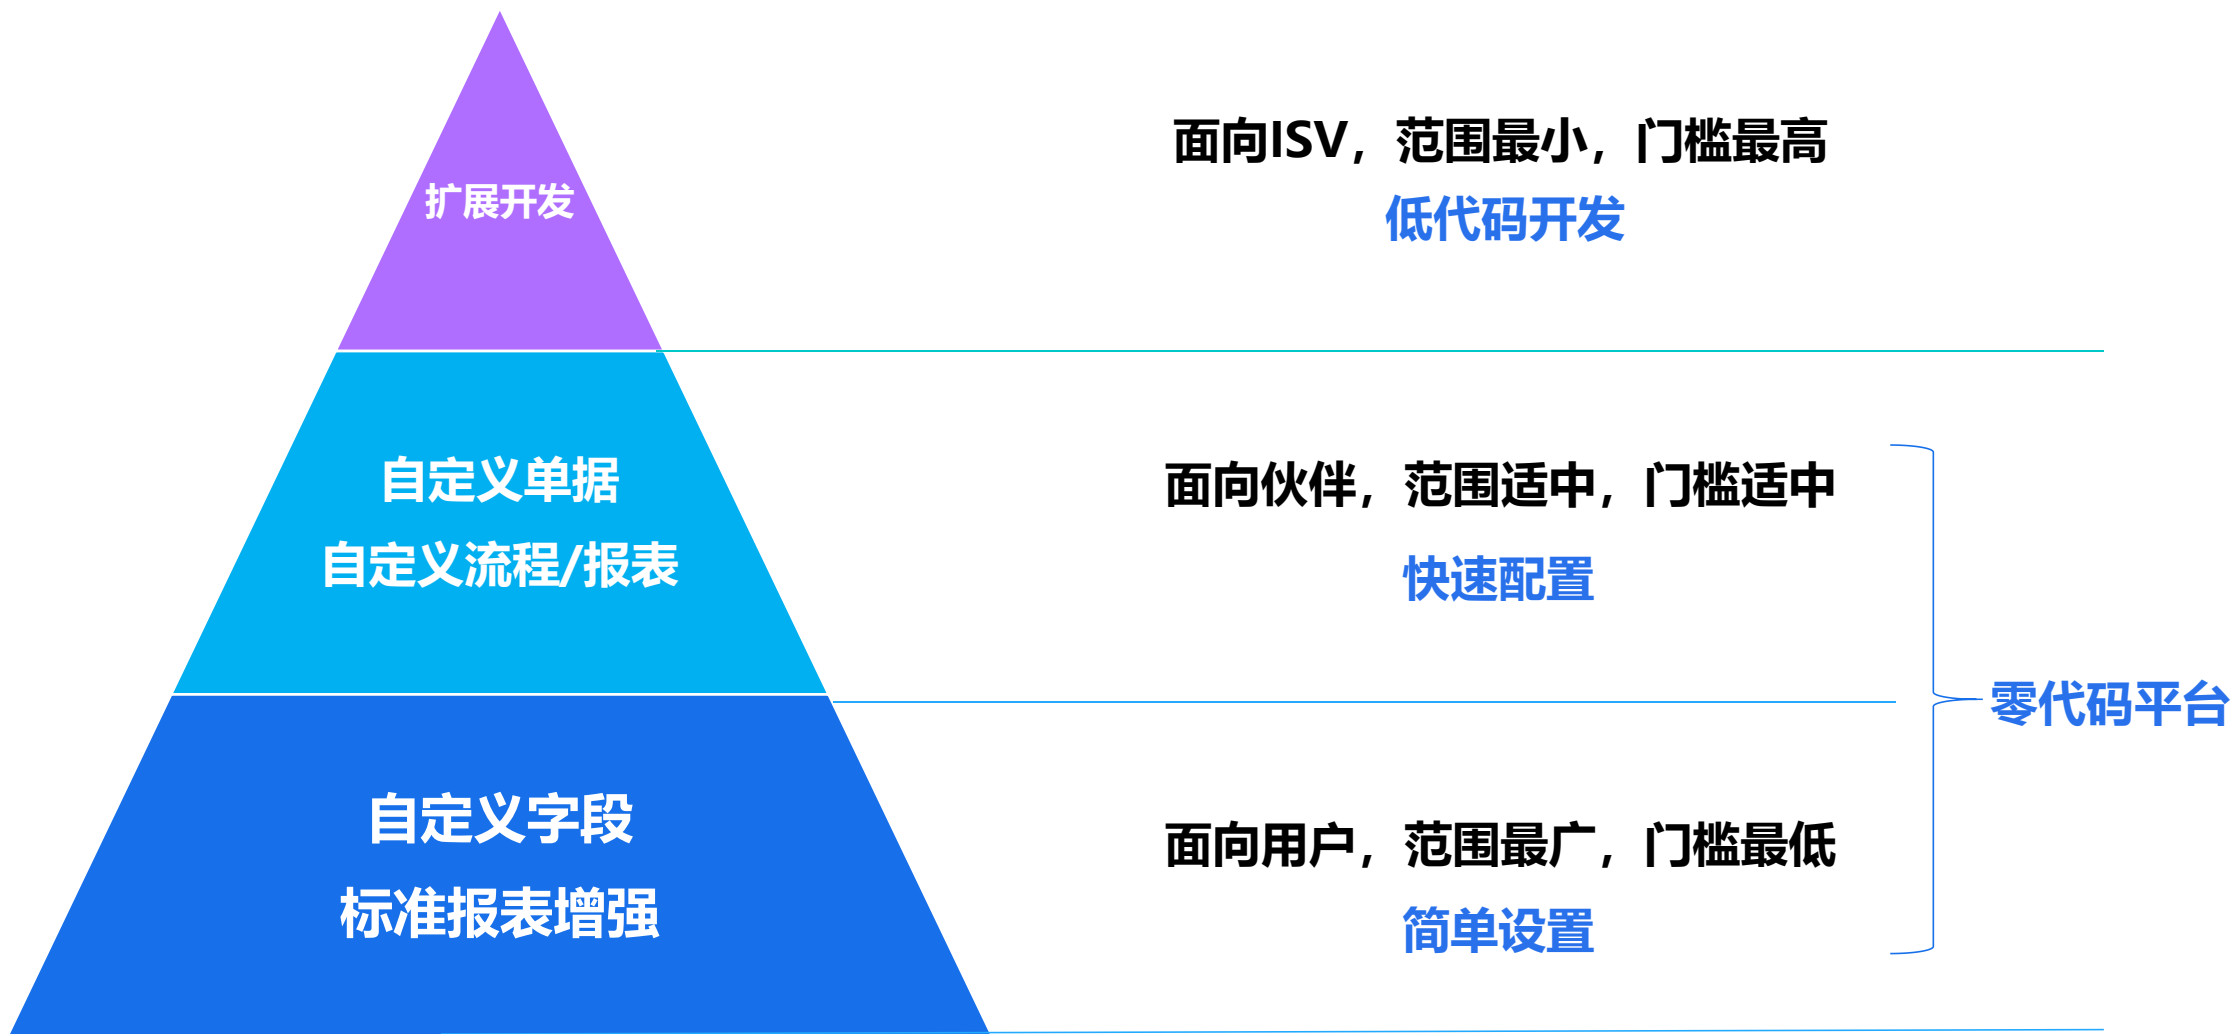 扩展开发
面向ISV，范围最小，门槛最高
低代码开发
自定义单据
自定义流程/报表
面向伙伴，范围适中，门槛适中
快速配置
零代码平台
自定义字段
标准报表增强
面向用户，范围最广，门槛最低
简单设置